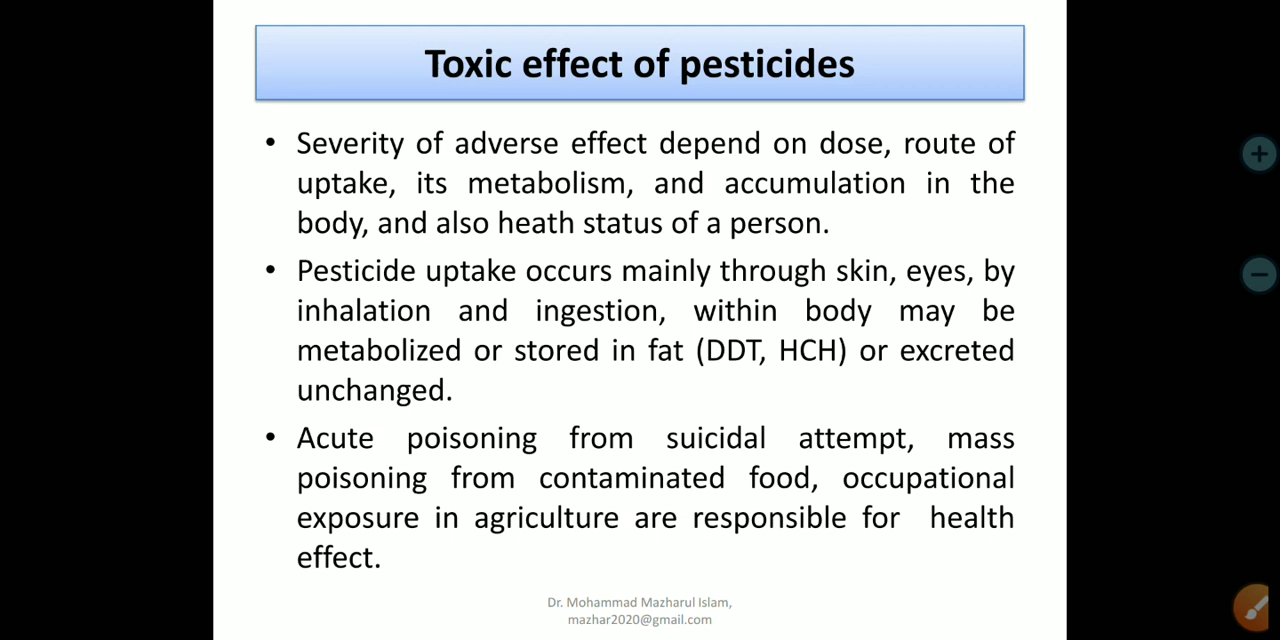 Toxic effect of pesticides
• Severity of adverse effect depend on dose, route of
uptake, its metabolism, and accumulation in the
body, and also heath status of a person.
• Pesticide uptake occurs mainly through skin, eyes, by
inhalation and ingestion, within body may be
metabolized or stored in fat (DDT, HCH) or excreted
unchanged.
• Acute poisoning from suicidal attempt, mass
poisoning from contaminated food, occupational
exposure in agriculture are responsible for health
effect.
Dr. Mohammad Mazharul Islam,
mazhar2020@gmail.com